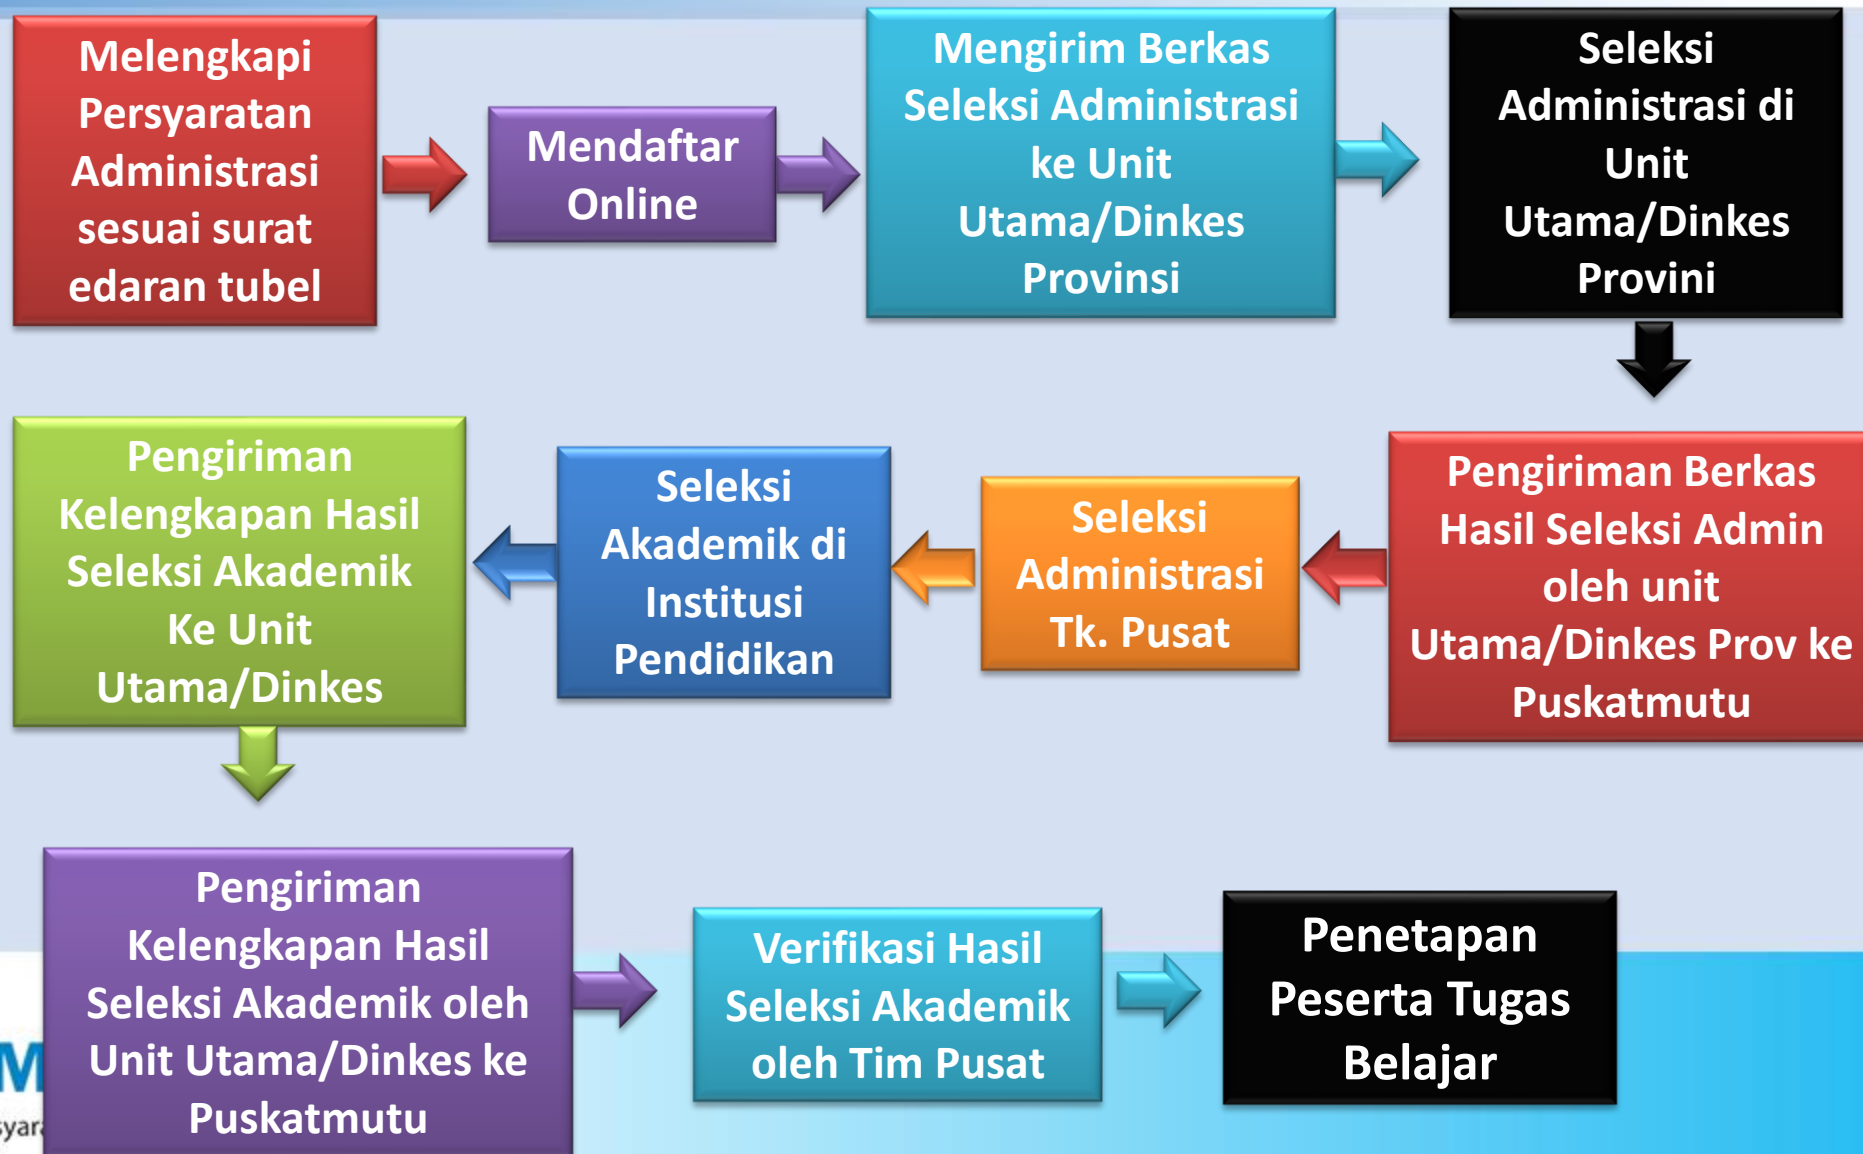 Melengkapi
Persyaratan
Administrasi
sesuai surat
edaran tubel
Mendaftar
Online
Mengirim Berkas
Seleksi Administrasi
ke Unit
Utama/Dinkes
Provinsi
Seleksi
Administrasi di
Unit
Utama/Dinkes
Provini
Pengiriman Berkas
Hasil Seleksi Admin
oleh unit
Utama/Dinkes Prov ke
Puskatmutu
Seleksi
Administrasi
Tk. Pusat
Seleksi
Akademik di
Institusi
Pendidikan
Pengiriman
Kelengkapan Hasil
Seleksi Akademik
Ke Unit
Utama/Dinkes
Pengiriman
Kelengkapan Hasil
Seleksi Akademik oleh
Unit Utama/Dinkes ke
Puskatmutu
Verifikasi Hasil
Seleksi Akademik
oleh Tim Pusat
Penetapan
Peserta Tugas
Belajar